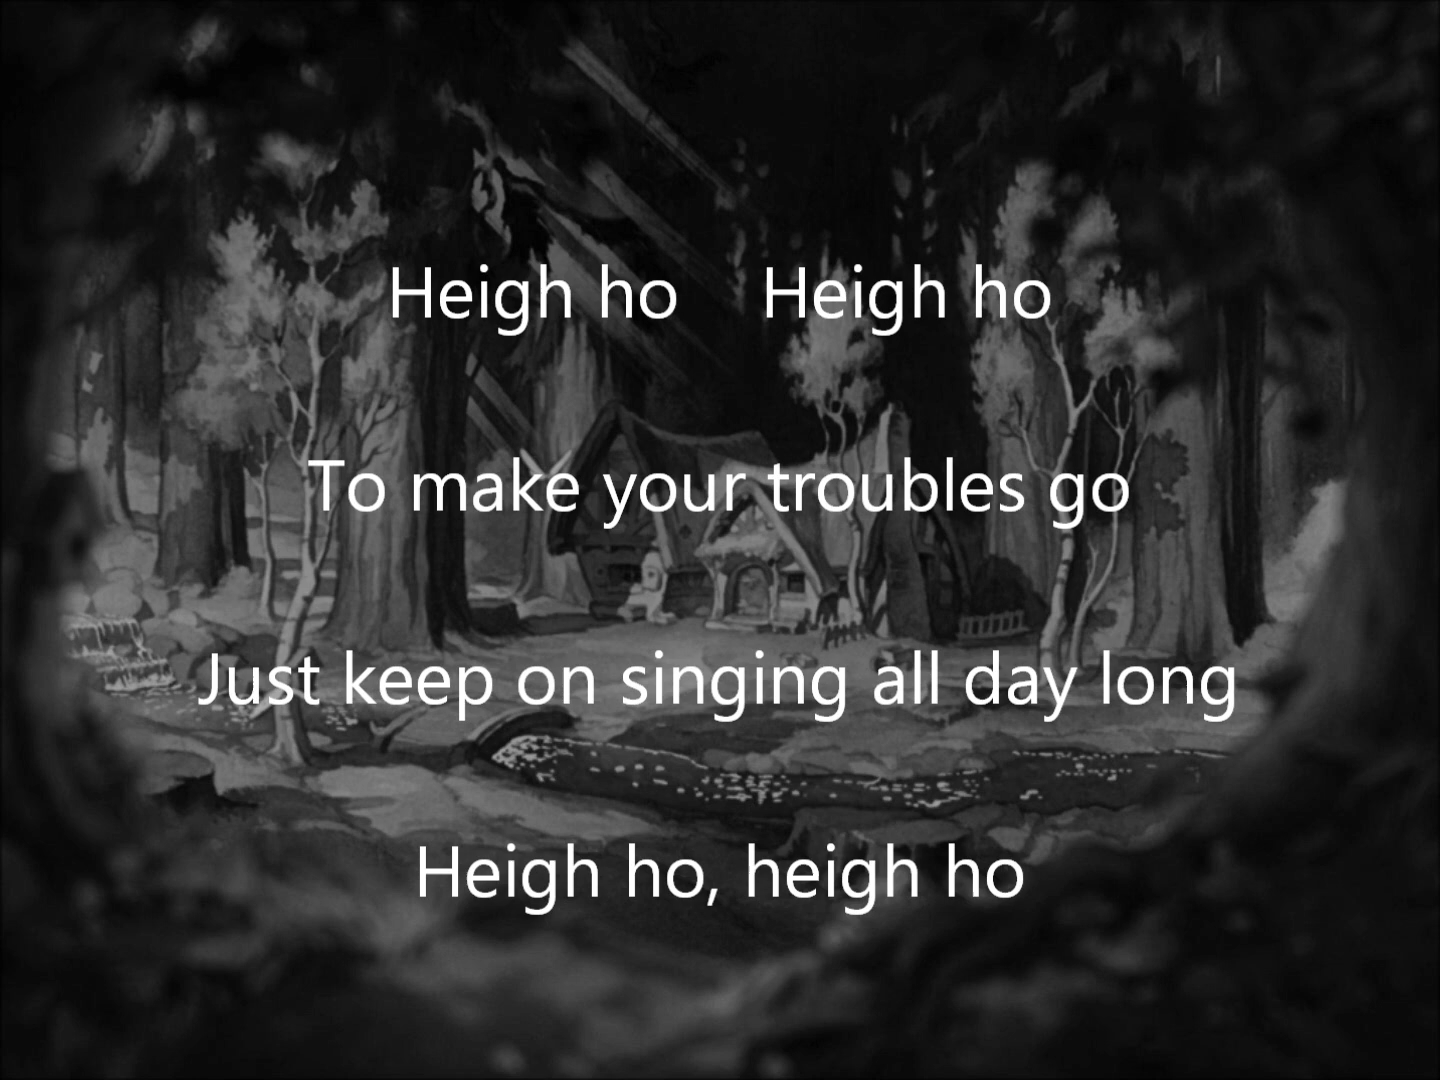 Heigh ho Heigh ho
To make your troubles go
Just keep on singing all day long
Heigh ho, heigh ho